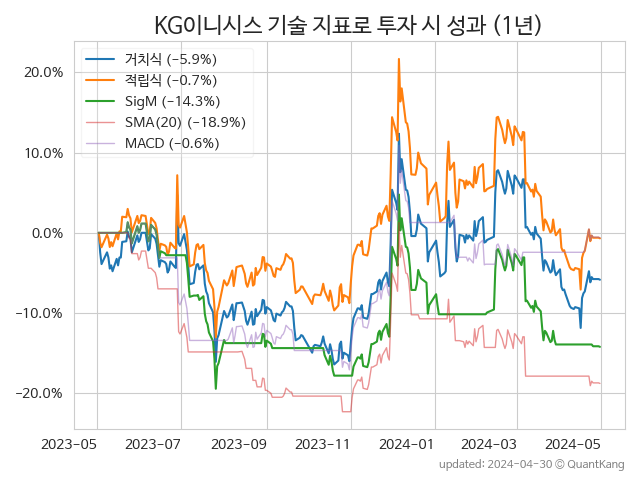 KG이니시스 기술 지표로 투자 시 성과 (1년)
거치식 (−5.9%)
적립식 (−0.7%)
SigM (−14.3%)
SMA(20) (−18.9%)
MACD (−0.6%)
20.0%
10.0%
0.0%
−10.0%
−20.0%
2023-05 2023-07 2023-09 2023-11 2024-01 2024-03 2024-05
updated: 2024-04-30 © QuantKang